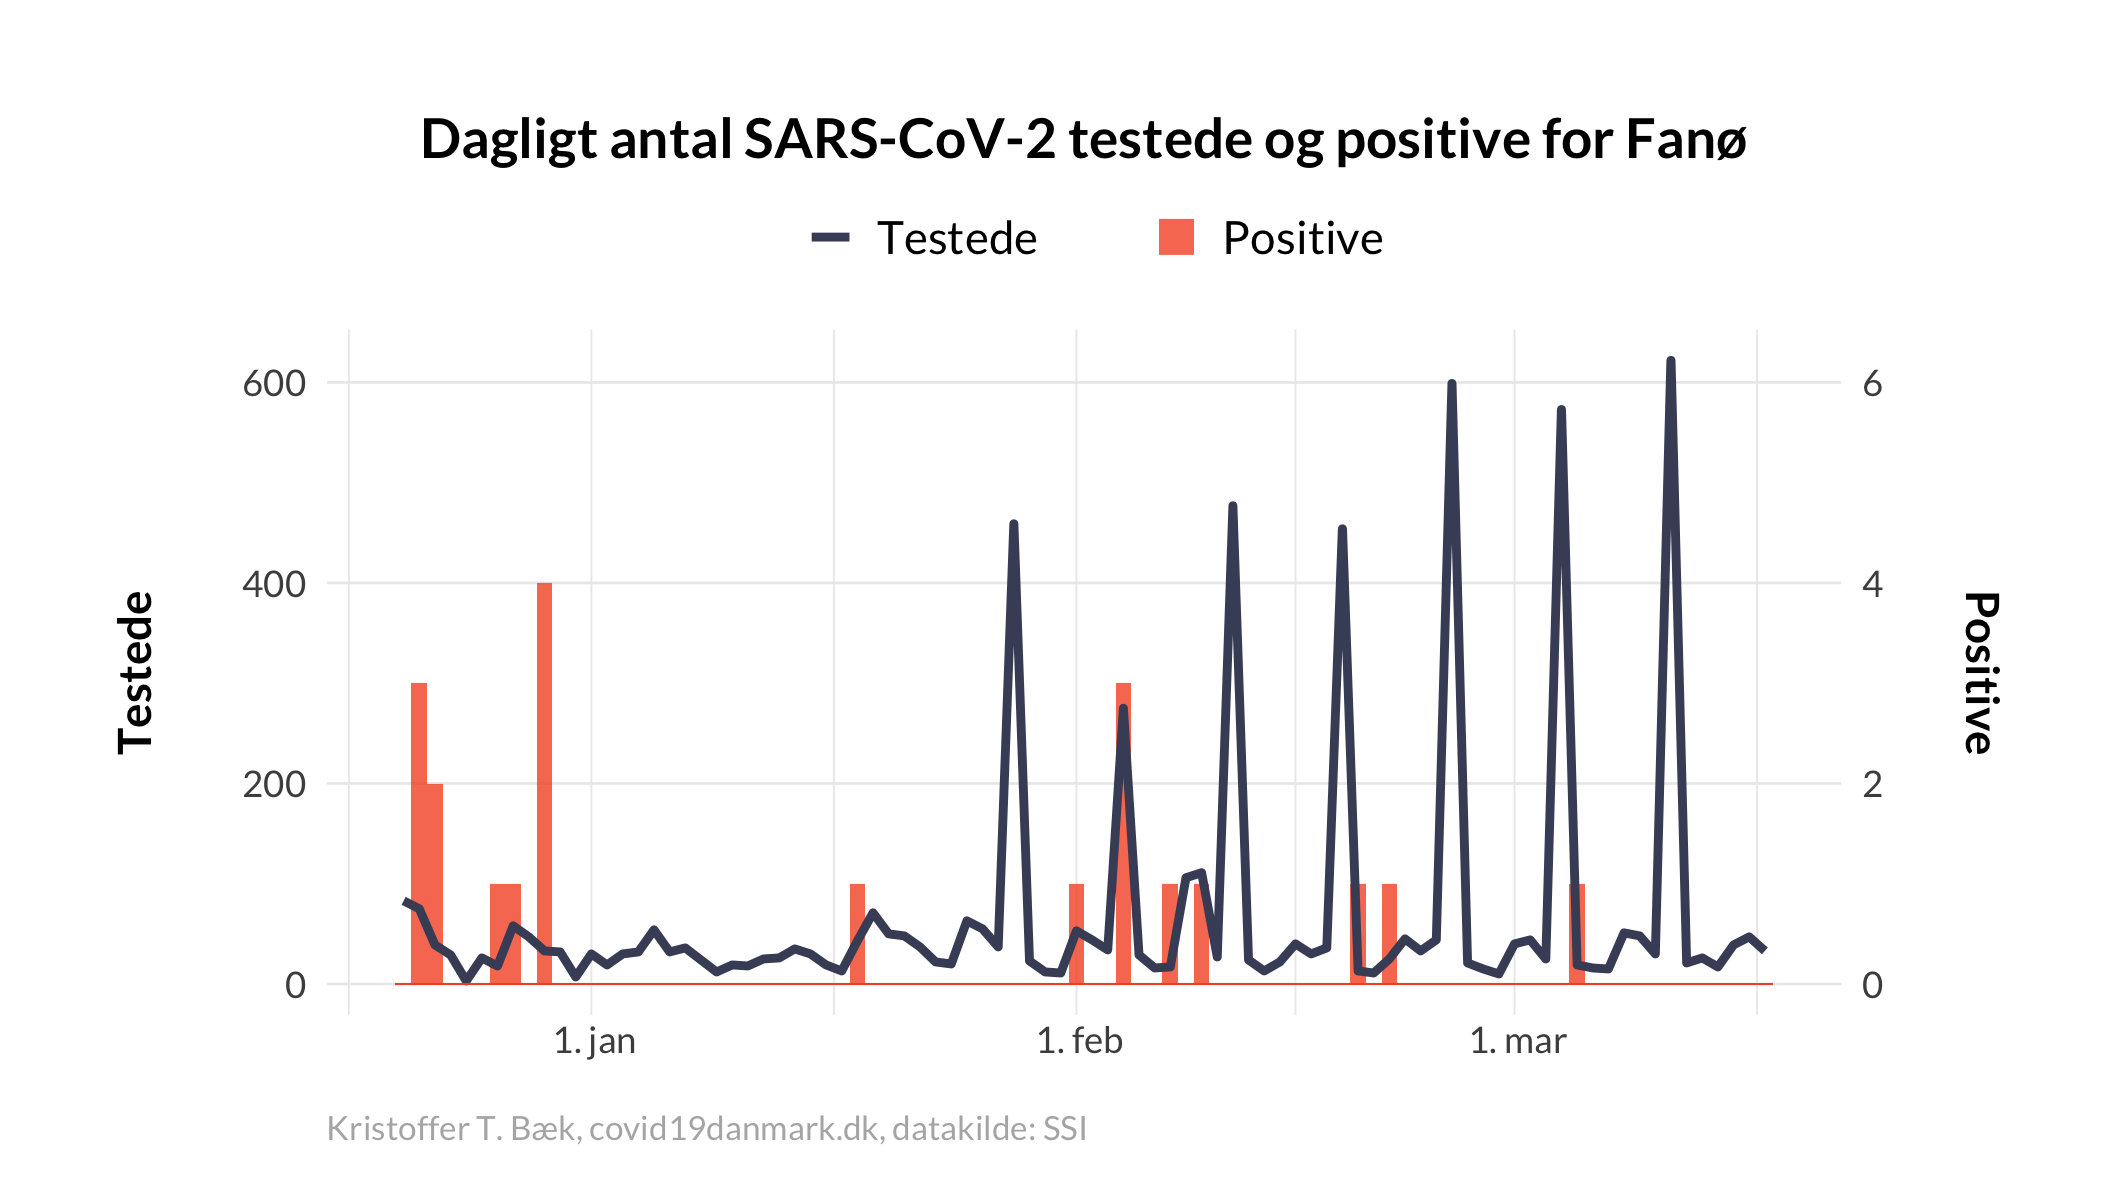 Dagligt antal SARS-CoV-2 testede og positive for Fanø
Testede Positive
600 6
400 4
200 2
0 0
Testede
Positive
1. jan 1. feb 1. mar
Kristoffer T. Bæk, covid19danmark.dk, datakilde: SSI